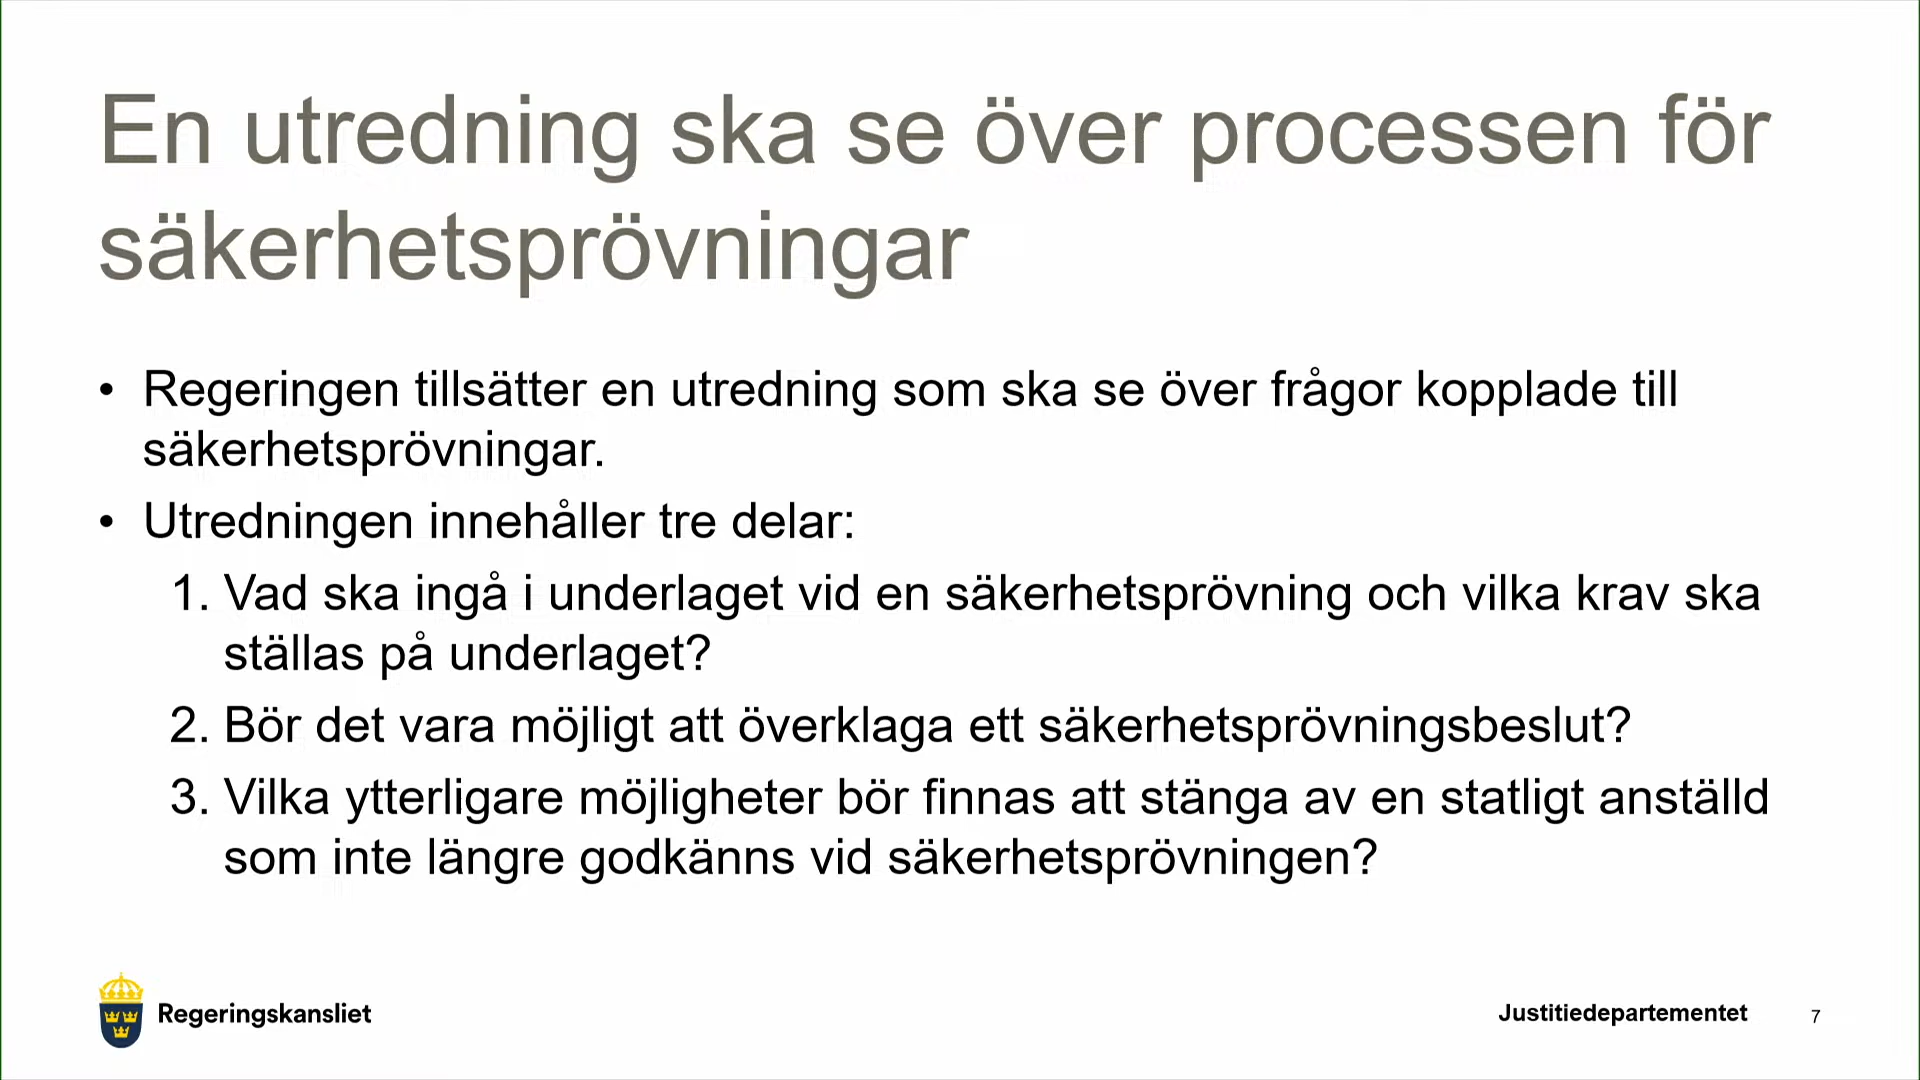 En utredning ska se över processen för
säkerhetsprövningar
• Regeringen tillsätter en utredning som ska se över frågor kopplade till
säkerhetsprövningar.
• Utredningen innehåller tre delar:
1. Vad ska ingå i underlaget vid en säkerhetsprövning och vilka krav ska
ställas på underlaget?
2. Bör det vara möjligt att överklaga ett säkerhetsprövningsbeslut?
3. Vilka ytterligare möjligheter bör finnas att stänga av en statligt anställd
som inte längre godkänns vid säkerhetsprövningen?
Regeringskansliet
Justitiedepartementet 7